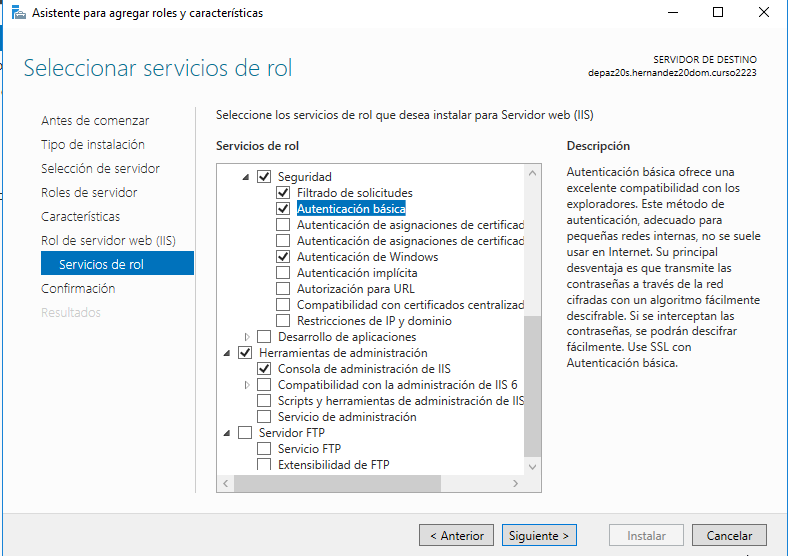 Asistente para agregar roles y características
Seleccionar servicios de rol
SERVIDOR DE DESTINO
depaz20s.hernandez20dom.curso2223
Antes de comenzar
Tipo de instalación
Selección de servidor
Roles de servidor
Características
Rol de servidor web (IIS)
Servicios de rol
Confirmación
Resultados
Seleccione los servicios de rol que desea instalar para Servidor web (IIS)
Servicios de rol
Seguridad
Filtrado de solicitudes
Autenticación básica
Autenticación de asignaciones de certificad
Autenticación de asignaciones de certificad
Autenticación de Windows
Autenticación implícita
Autorización para URL
Compatibilidad con certificados centralizad
Restricciones de IP y dominio
Desarrollo de aplicaciones
Herramientas de administración
Consola de administración de IIS
Compatibilidad con la administración de IIS 6
Scripts y herramientas de administración de IIS
Servicio de administración
Servidor FTP
Servicio FTP
Extensibilidad de FTP
Descripción
Autenticación básica ofrece una
excelente compatibilidad con los
exploradores. Este método de
autenticación, adecuado para
pequeñas redes internas, no se suele
usar en Internet. Su principal
desventaja es que transmite las
contraseñas a través de la red
cifradas con un algoritmo fácilmente
descifrable. Si se interceptan las
contraseñas, se podrán descifrar
fácilmente. Use SSL con
Autenticación básica.
< Anterior
Siguiente >
Instalar
Cancelar